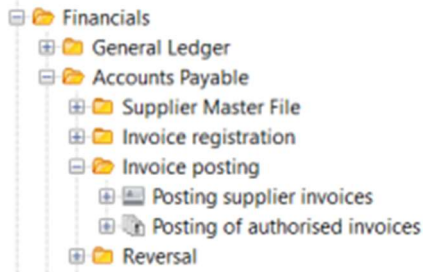 Financials
General Ledger
Accounts Payable
Supplier Master File
Invoice registration
Invoice posting
Posting supplier invoices
Posting of authorised invoices
Reversal